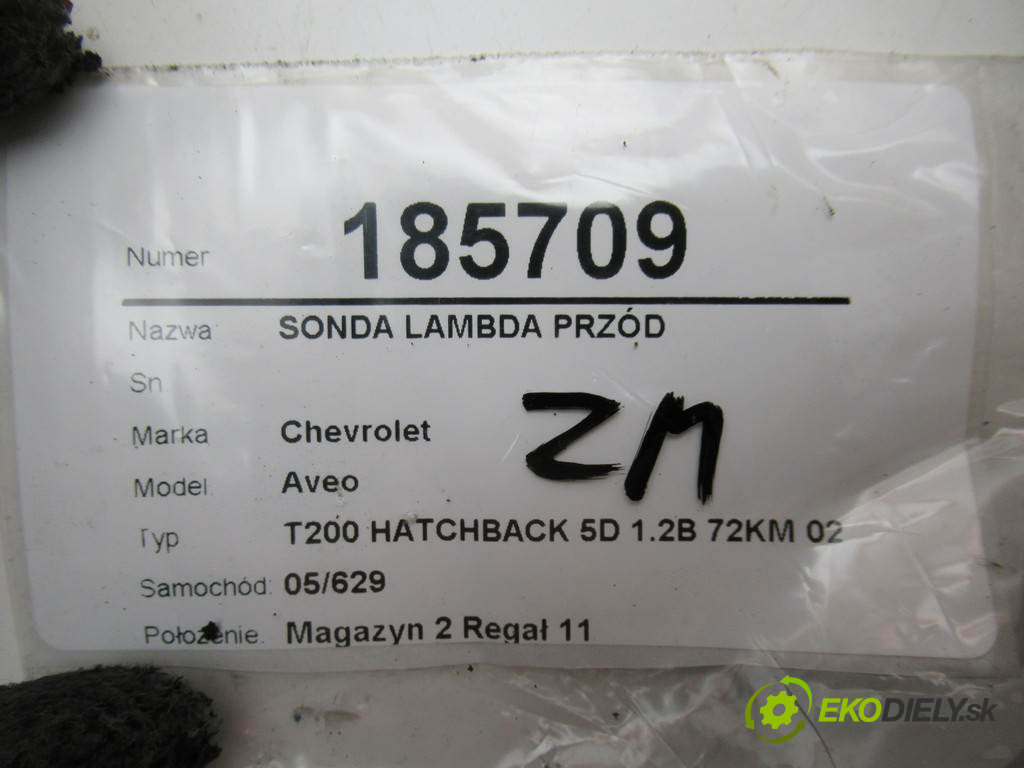 Numer 185709
Nazwa SONDA LAMBDA PRZÓD
Sn
Marka Chevrolet
ZM
Model Aveo
Typ T200 HATCHBACK 5D 1.2B 72KM 02
Samochód 05/629
Położenie. Magazyn 2 Regał 11
EKODIELY.sk